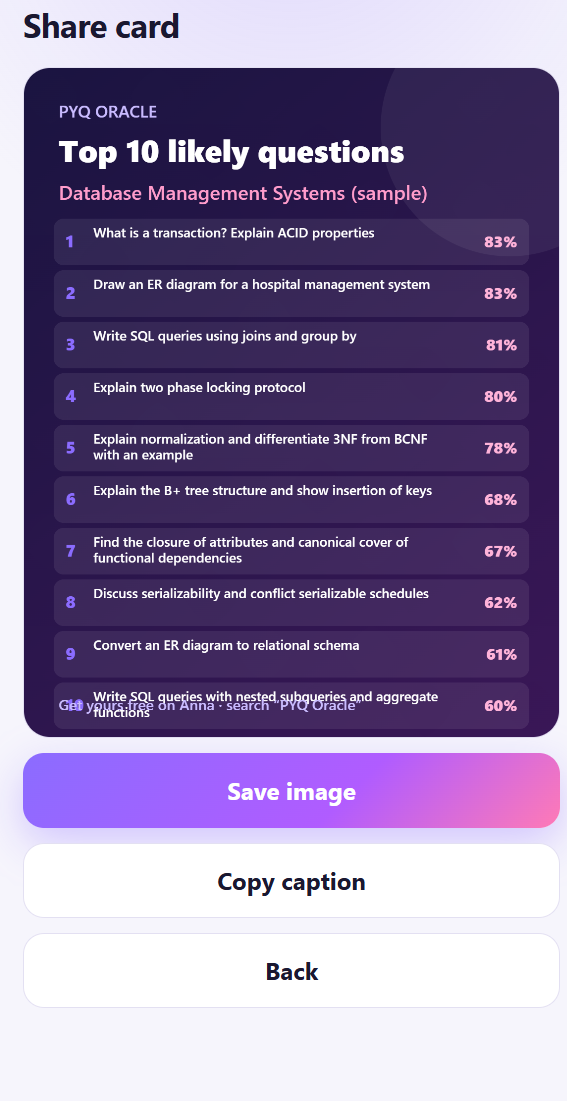 Share card
PYQ ORACLE
Top 10 likely questions
Database Management Systems (sample)
1 What is a transaction? Explain ACID properties 83%
2 Draw an ER diagram for a hospital management system 83%
3 Write SQL queries using joins and group by 81%
4 Explain two phase locking protocol 80%
5 Explain normalization and differentiate 3NF from BCNF
with an example 78%
6 Explain the B+ tree structure and show insertion of keys 68%
7 Find the closure of attributes and canonical cover of
functional dependencies 67%
8 Discuss serializability and conflict serializable schedules 62%
9 Convert an ER diagram to relational schema 61%
10 Write SQL queries with nested subqueries and aggregate
functions 60%
Get yours free on Anna · search "PYQ Oracle"
Save image
Copy caption
Back